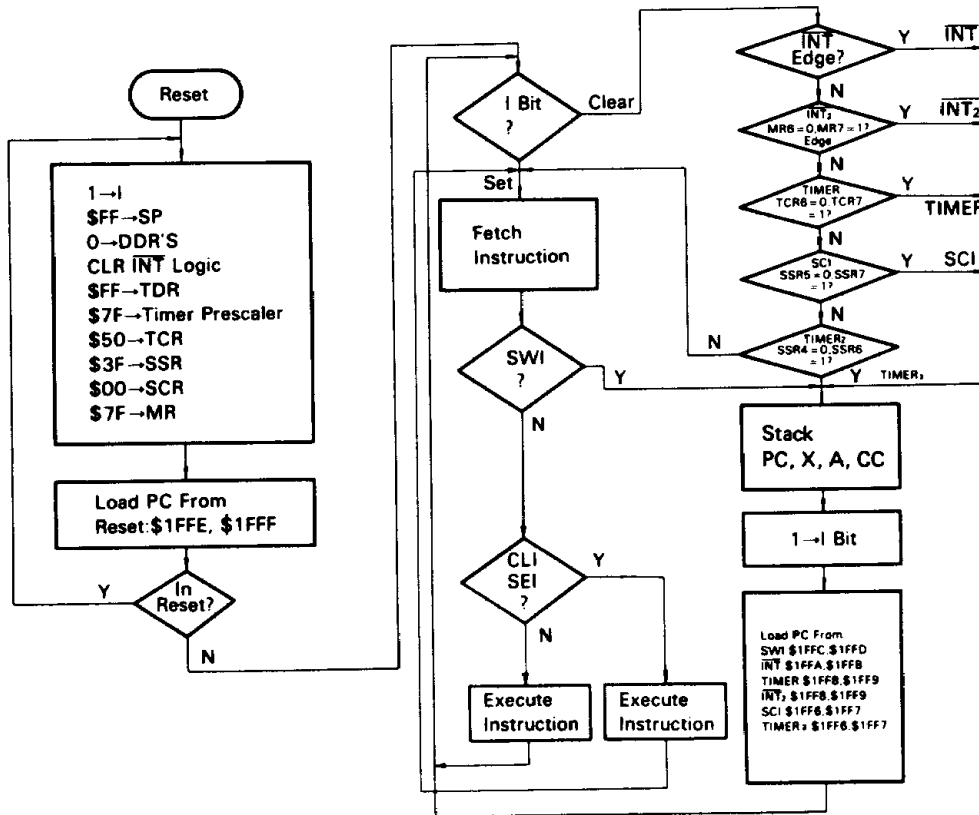 Reset
1→I
$FF→SP
0→DDR'S
CLR INT Logic
$FF→TDR
$7F→Timer Prescaler
$50→TCR
$3F→SSR
$00→SCR
$7F→MR
Load PC From
Reset:$1FFE, $1FFF
In
Reset?
Y
N
I Bit
?
Clear
Set
Fetch
Instruction
SWI
?
Y
N
CLI
SEI
?
Y
N
Execute
Instruction
Execute
Instruction
INT
Edge?
Y
INT
N
INT₂
MR6=0.MR7=1?
Edge
Y
INT₂
N
TIMER
TCR6=0.TCR7
=1?
Y
TIMER
N
SCI
SSR5=0.SSR7
=1?
Y
SCI
N
TIMER₂
SSR4=0.SSR6
=1?
N
Y
TIMER₂
Stack
PC, X, A, CC
1→I Bit
Load PC From
SWI $1FFC.$1FFD
INT $1FFA.$1FFB
TIMER $1FF8.$1FF9
INT₂ $1FF8.$1FF9
SCI $1FF6.$1FF7
TIMER₂ $1FF6.$1FF7